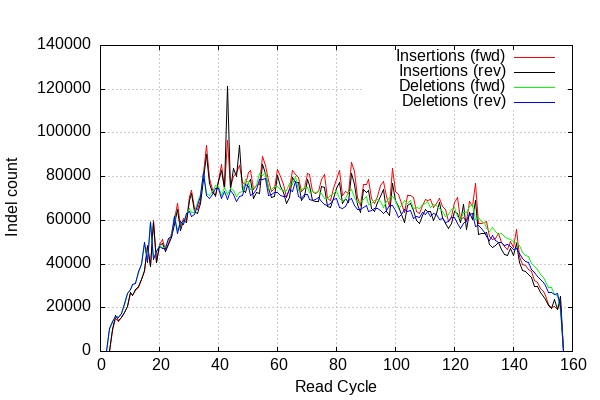 140000
120000
100000
80000
60000
40000
20000
0
Indel count
Insertions (fwd)
Insertions (rev)
Deletions (fwd)
Deletions (rev)
0 20 40 60 80 100 120 140 160
Read Cycle